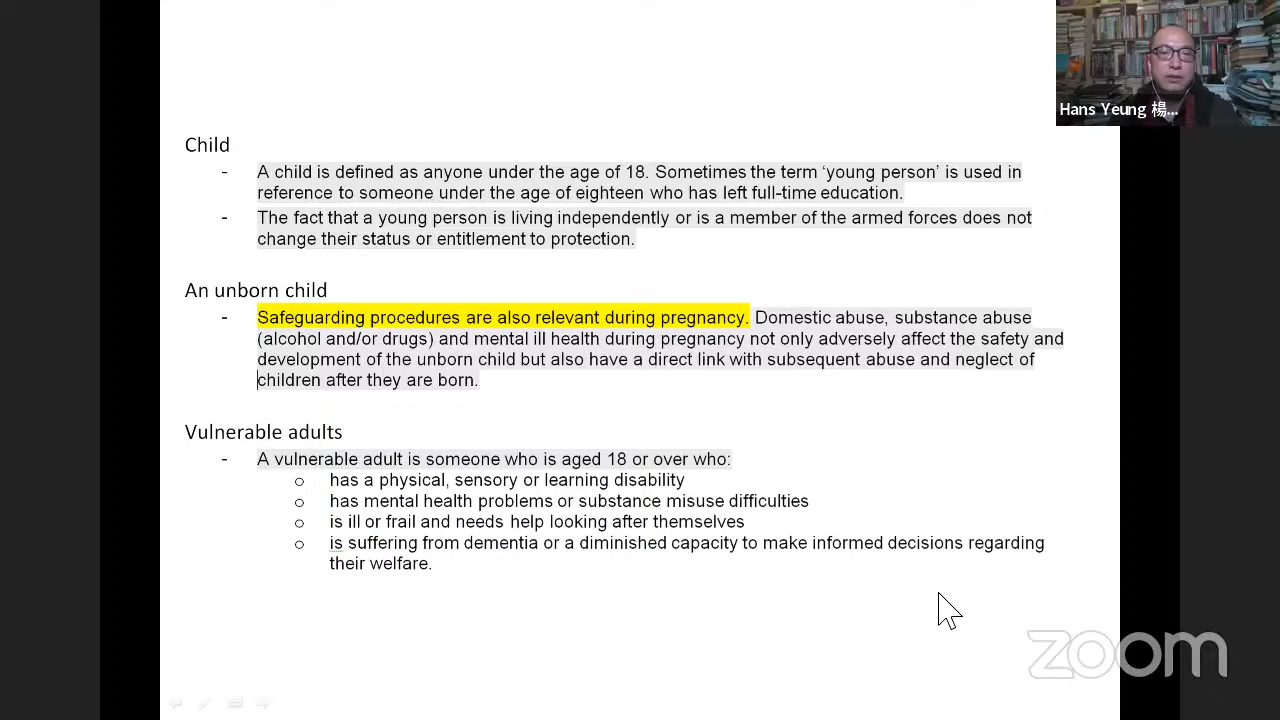 Hans Yeung 楊...
Child
- A child is defined as anyone under the age of 18. Sometimes the term ‘young person’ is used in
reference to someone under the age of eighteen who has left full-time education.
- The fact that a young person is living independently or is a member of the armed forces does not
change their status or entitlement to protection.
An unborn child
- Safeguarding procedures are also relevant during pregnancy. Domestic abuse, substance abuse
(alcohol and/or drugs) and mental ill health during pregnancy not only adversely affect the safety and
development of the unborn child but also have a direct link with subsequent abuse and neglect of
children after they are born.
Vulnerable adults
- A vulnerable adult is someone who is aged 18 or over who:
o has a physical, sensory or learning disability
o has mental health problems or substance misuse difficulties
o is ill or frail and needs help looking after themselves
o is suffering from dementia or a diminished capacity to make informed decisions regarding
their welfare.
zoom